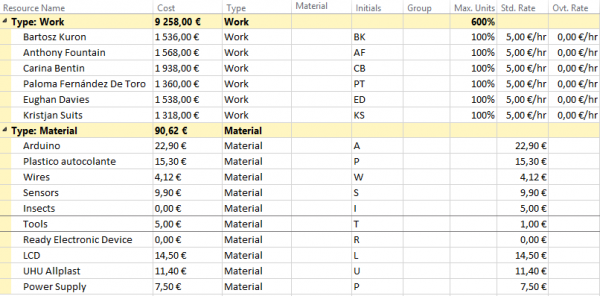 Resource Name Cost Type Material Initials Group Max. Units Std. Rate Ovt. Rate
Type: Work 9 258,00 € Work 600%
Bartosz Kuron 1 536,00 € Work BK 100% 5,00 €/hr 0,00 €/hr
Anthony Fountain 1 568,00 € Work AF 100% 5,00 €/hr 0,00 €/hr
Carina Bentin 1 938,00 € Work CB 100% 5,00 €/hr 0,00 €/hr
Paloma Fernández De Toro 1 360,00 € Work PT 100% 5,00 €/hr 0,00 €/hr
Eughan Davies 1 538,00 € Work ED 100% 5,00 €/hr 0,00 €/hr
Kristjan Suits 1 318,00 € Work KS 100% 5,00 €/hr 0,00 €/hr
Type: Material 90,62 € Material
Arduino 22,90 € Material A 22,90 €
Plastico autocolante 15,30 € Material P 15,30 €
Wires 4,12 € Material W 4,12 €
Sensors 9,90 € Material S 9,90 €
Insects 0,00 € Material I 5,00 €
Tools 5,00 € Material T 1,00 €
Ready Electronic Device 0,00 € Material R 0,00 €
LCD 14,50 € Material L 14,50 €
UHU Allplast 11,40 € Material U 11,40 €
Power Supply 7,50 € Material P 7,50 €